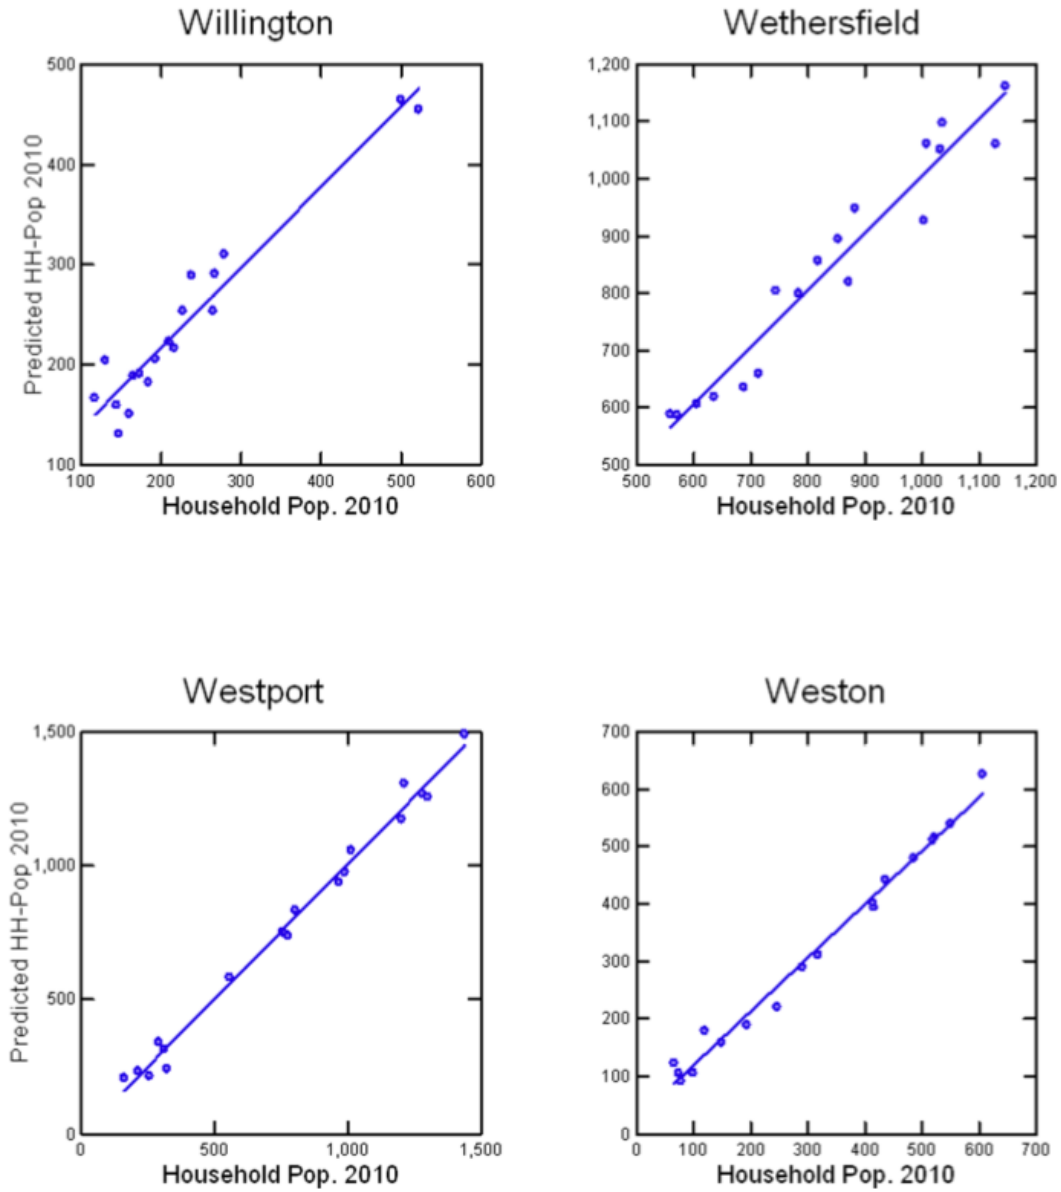 Willington
Wethersfield
Predicted HH-Pop 2010
500
400
300
200
100
100 200 300 400 500 600
Household Pop. 2010
1,200
1,100
1,000
900
800
700
600
500
500 600 700 800 900 1,000 1,100 1,200
Household Pop. 2010
Westport
Weston
Predicted HH-Pop 2010
1,500
1,000
500
0
0 500 1,000 1,500
Household Pop. 2010
700
600
500
400
300
200
100
0
0 100 200 300 400 500 600 700
Household Pop. 2010